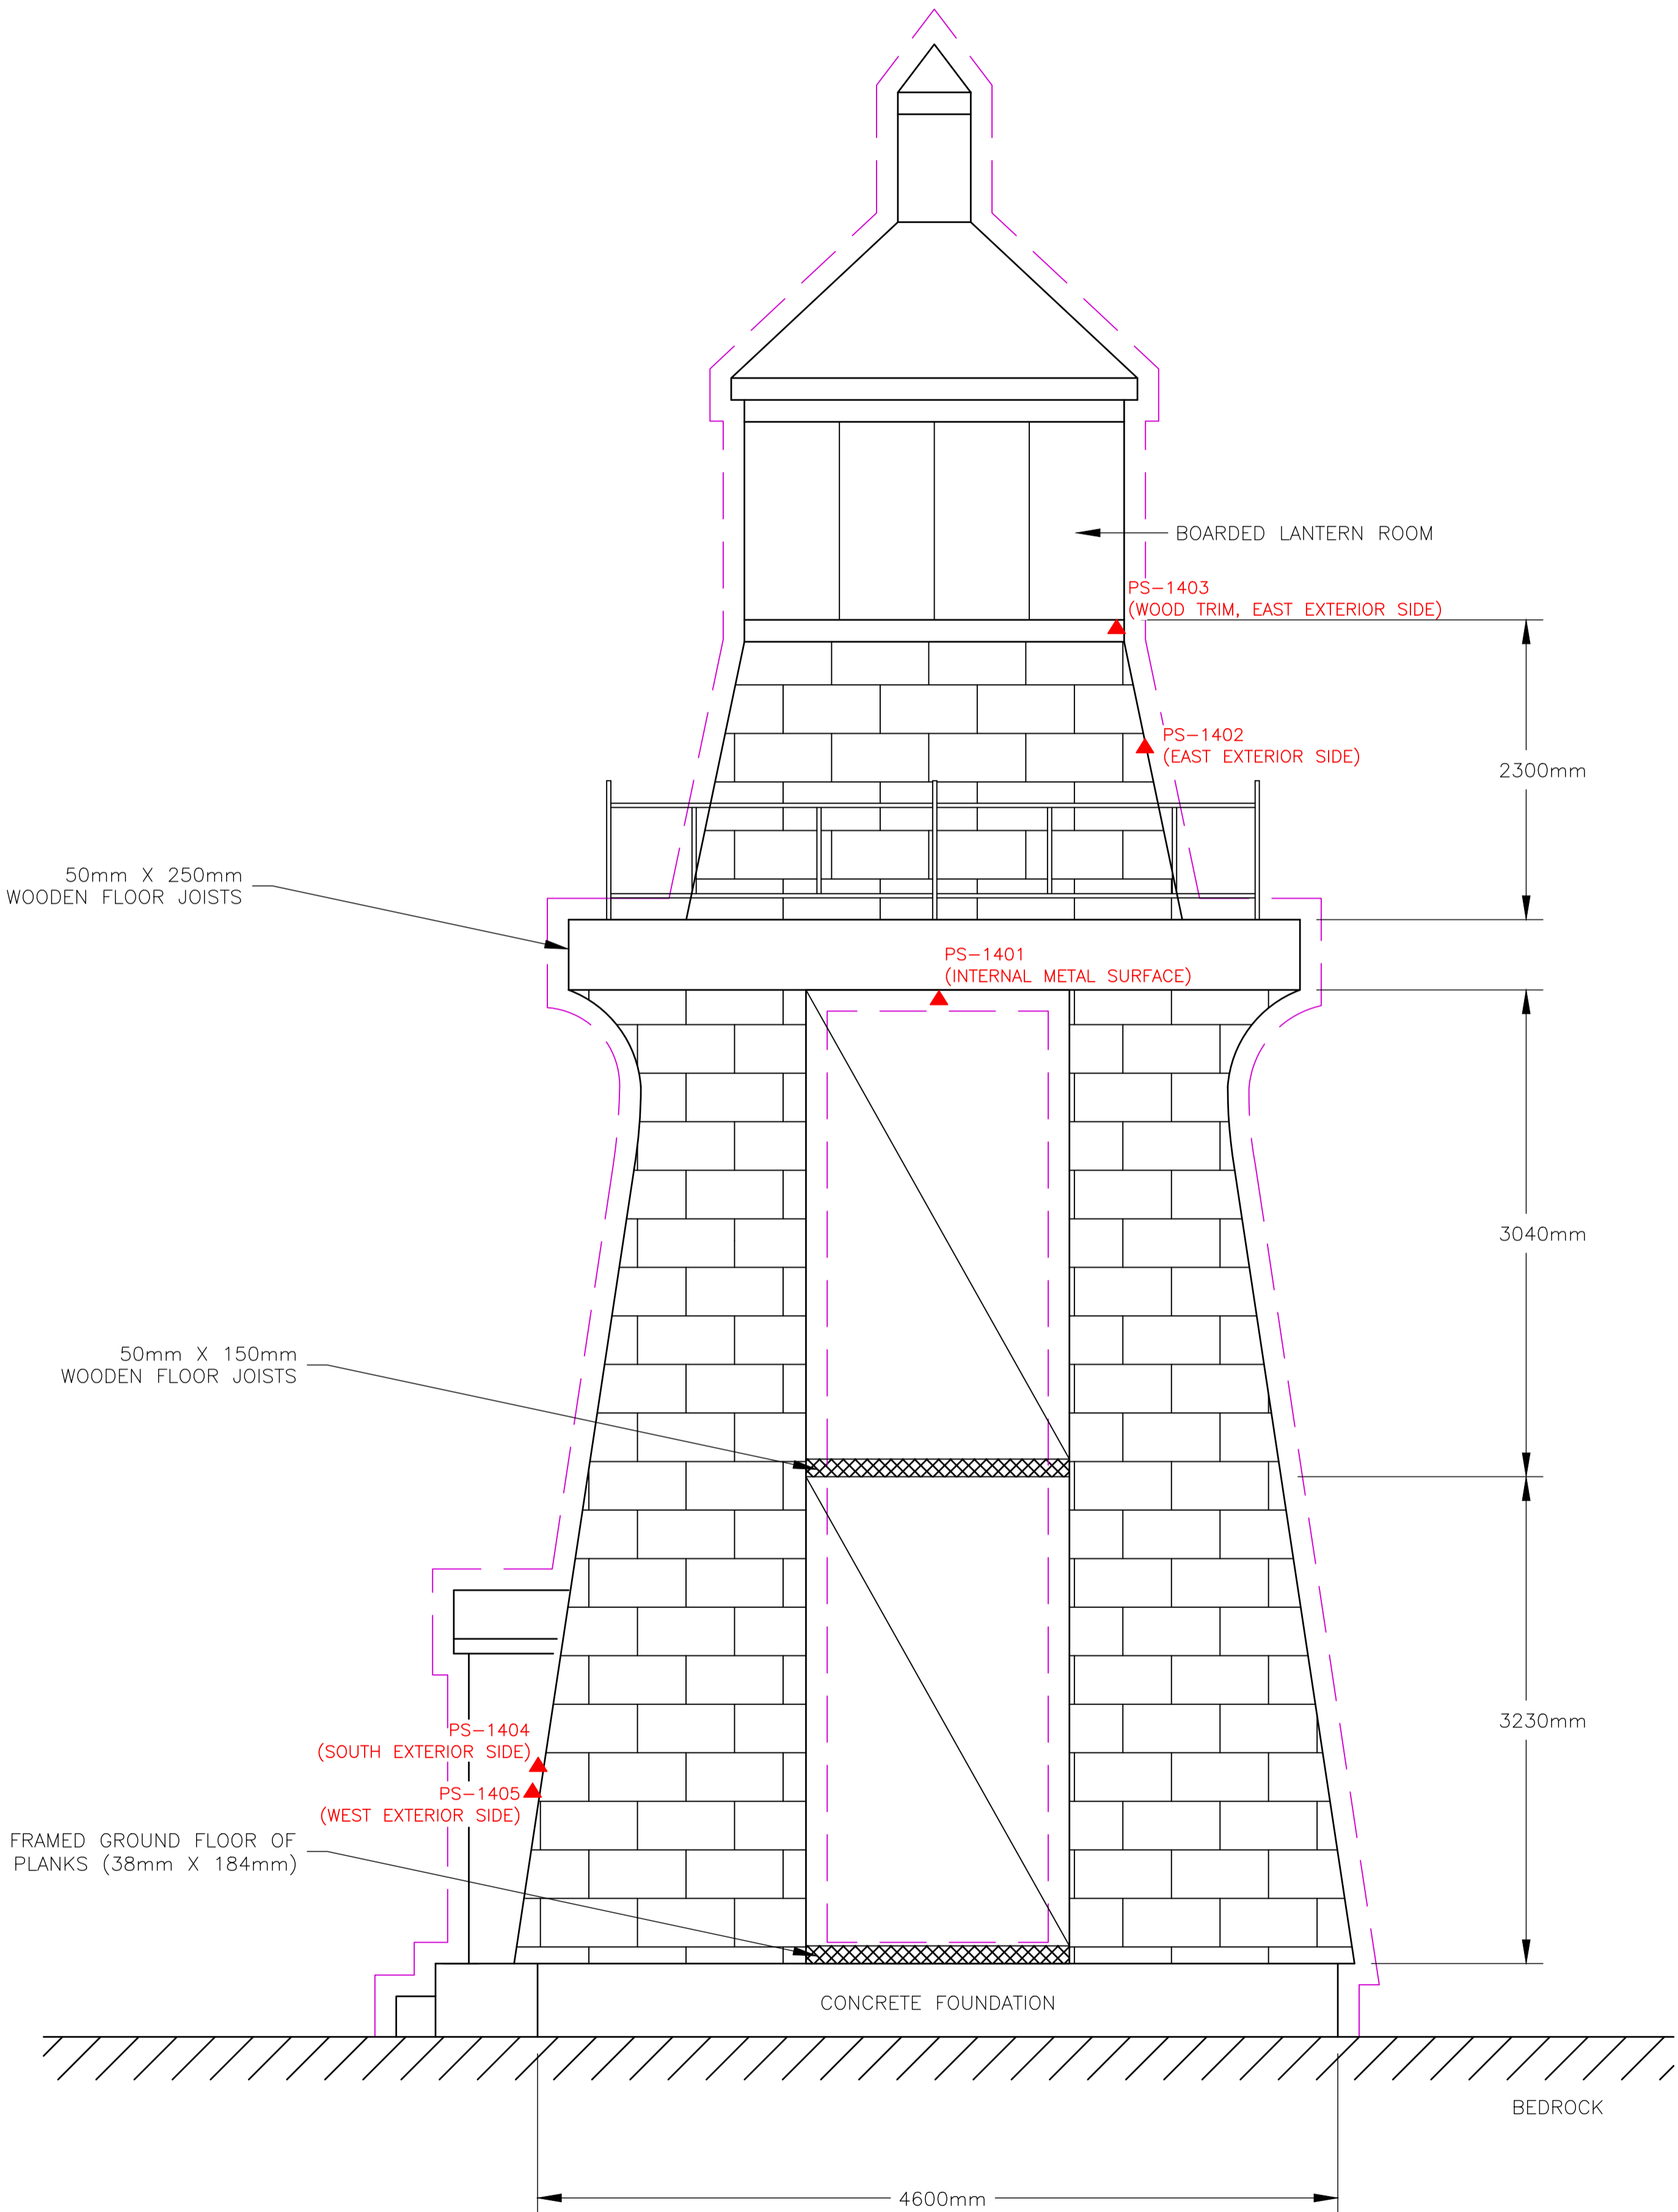 BOARDED LANTERN ROOM
PS-1403
(WOOD TRIM, EAST EXTERIOR SIDE)
PS-1402
(EAST EXTERIOR SIDE)
2300mm
50mm X 250mm
WOODEN FLOOR JOISTS
PS-1401
(INTERNAL METAL SURFACE)
3040mm
50mm X 150mm
WOODEN FLOOR JOISTS
3230mm
PS-1404
(SOUTH EXTERIOR SIDE)
PS-1405
(WEST EXTERIOR SIDE)
FRAMED GROUND FLOOR OF
PLANKS (38mm X 184mm)
CONCRETE FOUNDATION
BEDROCK
4600mm